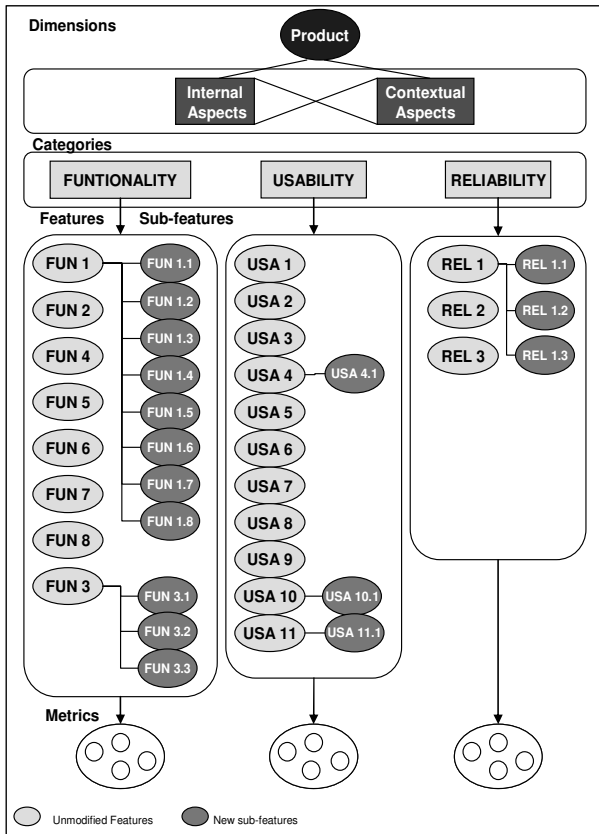 Dimensions
Product
Internal
Aspects
Contextual
Aspects
Categories
FUNTIONALITY
USABILITY
RELIABILITY
Features
Sub-features
FUN 1
FUN 2
FUN 4
FUN 5
FUN 6
FUN 7
FUN 8
FUN 3
FUN 1.1
FUN 1.2
FUN 1.3
FUN 1.4
FUN 1.5
FUN 1.6
FUN 1.7
FUN 1.8
FUN 3.1
FUN 3.2
FUN 3.3
USA 1
USA 2
USA 3
USA 4
USA 5
USA 6
USA 7
USA 8
USA 9
USA 10
USA 11
USA 4.1
USA 10.1
USA 11.1
REL 1
REL 2
REL 3
REL 1.1
REL 1.2
REL 1.3
Metrics
Unmodified Features
New sub-features